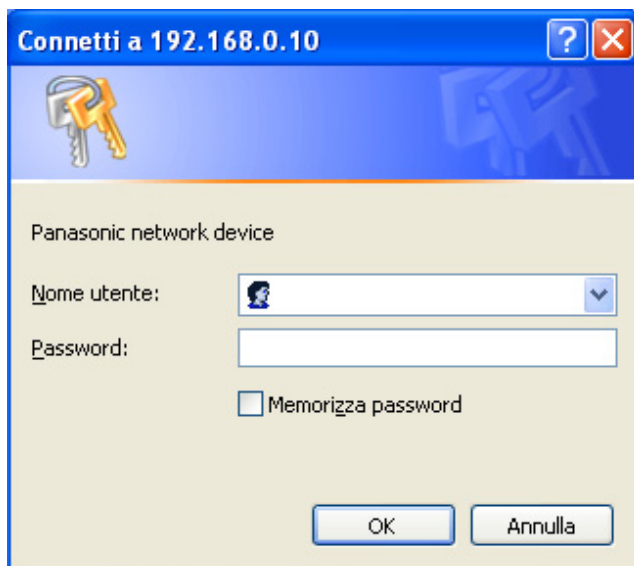 Connetti a 192.168.0.10
Panasonic network device
Nome utente:
Password:
Memorizza password
OK Annulla